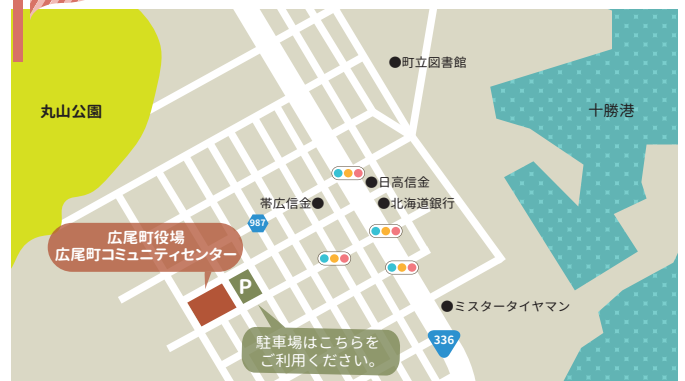 町立図書館
丸山公園
十勝港
日高信金
帯広信金
北海道銀行
987
広尾町役場
広尾町コミュニティセンター
P
ミスタータイヤマン
駐車場はこちらを
ご利用ください。
336